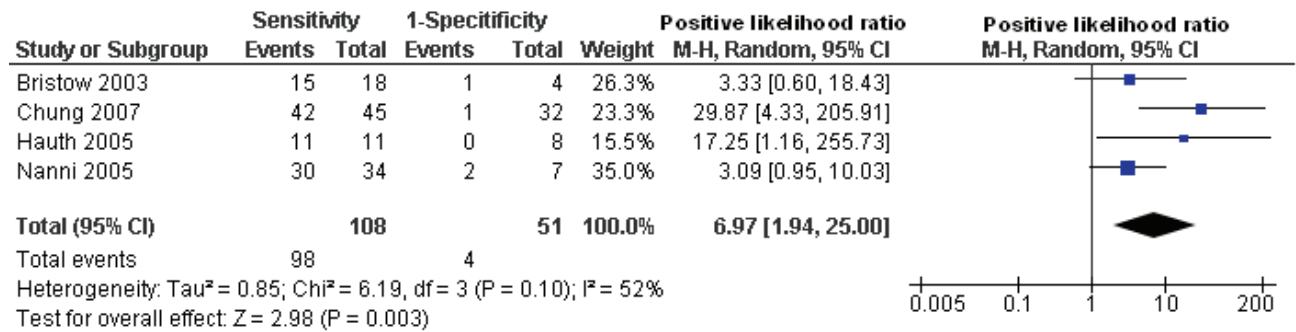 Sensitivity 1-Specitificity Positive likelihood ratio Positive likelihood ratio
Study or Subgroup Events Total Events Total Weight M-H, Random, 95% CI M-H, Random, 95% CI
Bristow 2003 15 18 1 4 26.3% 3.33 [0.60, 18.43]
Chung 2007 42 45 1 32 23.3% 29.87 [4.33, 205.91]
Hauth 2005 11 11 0 8 15.5% 17.25 [1.16, 255.73]
Nanni 2005 30 34 2 7 35.0% 3.09 [0.95, 10.03]
Total (95% CI) 108 51 100.0% 6.97 [1.94, 25.00]
Total events 98 4
Heterogeneity: Tau² = 0.85; Chi² = 6.19, df = 3 (P = 0.10); I² = 52%
Test for overall effect: Z = 2.98 (P = 0.003)
0.005 0.1 1 10 200